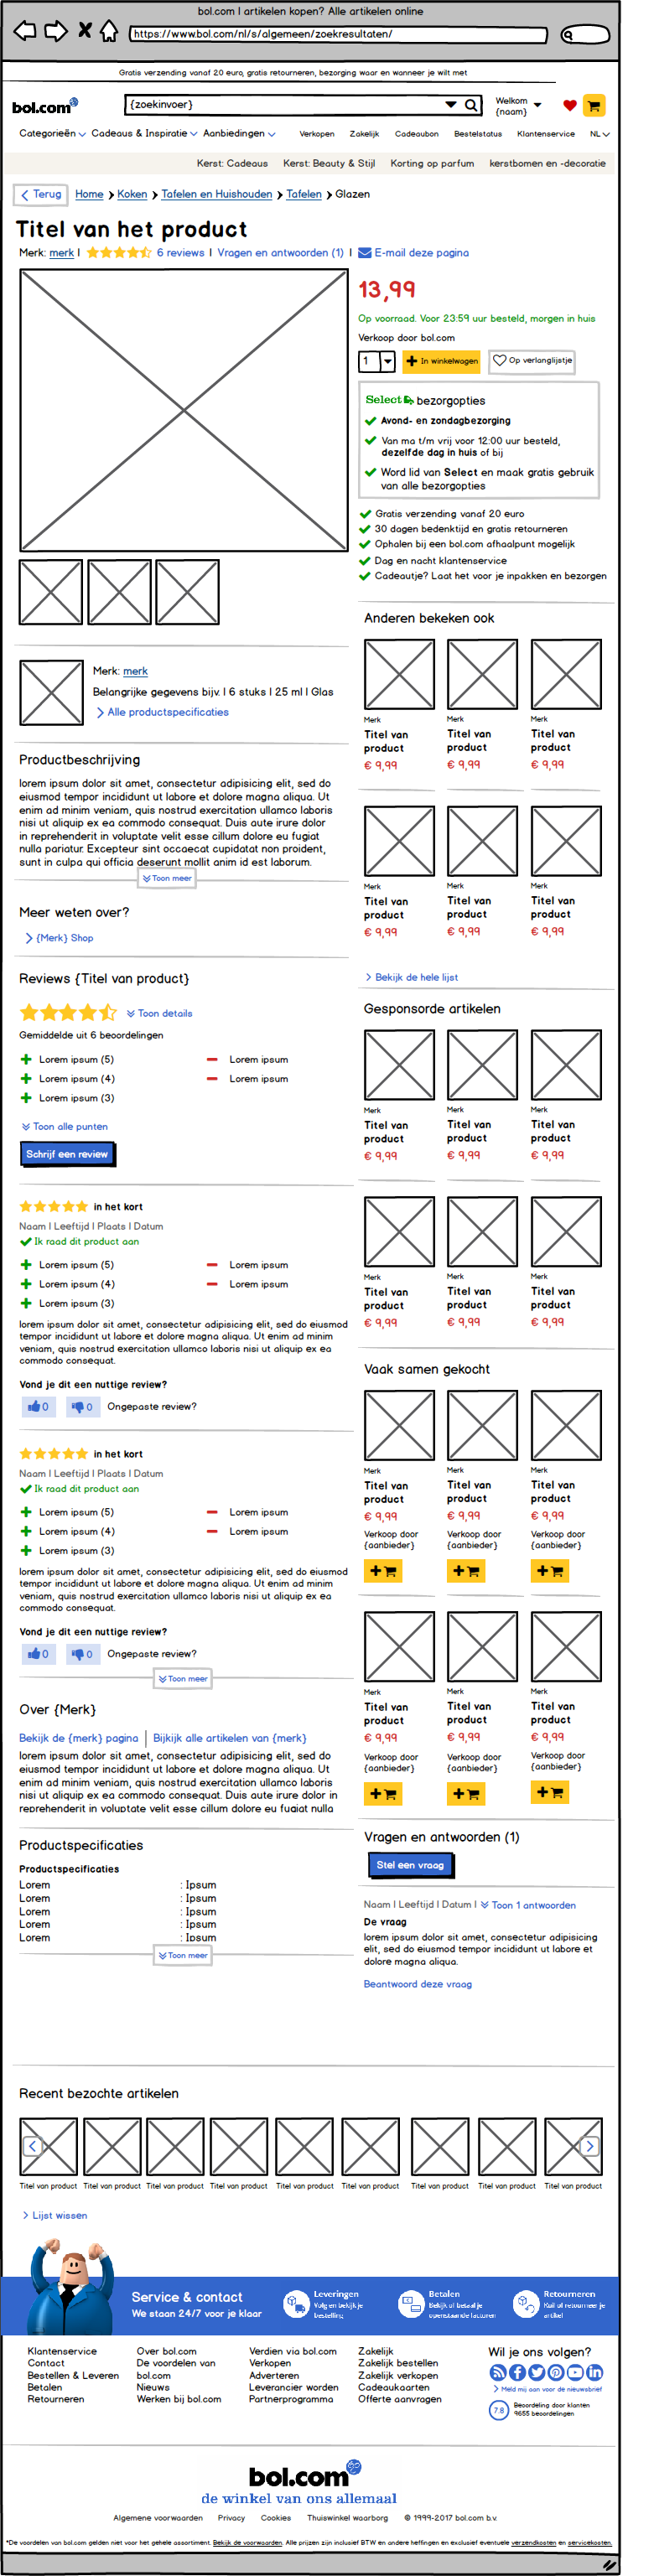 bol.com | artikelen kopen? Alle artikelen online
https://www.bol.com/nl/s/algemeen/zoekresultaten/
Gratis verzending vanaf 20 euro, gratis retourneren, bezorging waar en wanneer je wilt met
bol.com
{zoekinvoer}
Welkom
{naam}
Categorieën Cadeaus & Inspiratie Aanbiedingen Verkopen Zakelijk Cadeaubon Bestelstatus Klantenservice NL
Kerst: Cadeaus Kerst: Beauty & Stijl Korting op parfum kerstbomen en -decoratie
Terug Home Koken Tafelen en Huishouden Tafelen Glazen
Titel van het product
Merk: merk | 6 reviews | Vragen en antwoorden (1) | E-mail deze pagina
13,99
Op voorraad. Voor 23:59 uur besteld, morgen in huis
Verkoop door bol.com
1 In winkelwagen Op verlanglijstje
Select bezorgopties
Avond- en zondagbezorging
Van ma t/m vrij voor 12:00 uur besteld,
dezelfde dag in huis of bij
Word lid van Select en maak gratis gebruik
van alle bezorgopties
Gratis verzending vanaf 20 euro
30 dagen bedenktijd en gratis retourneren
Ophalen bij een bol.com afhaalpunt mogelijk
Dag en nacht klantenservice
Cadeautje? Laat het voor je inpakken en bezorgen
Merk: merk
Belangrijke gegevens bijv. | 6 stuks | 25 ml | Glas
Alle productspecificaties
Productbeschrijving
lorem ipsum dolor sit amet, consectetur adipisicing elit, sed do
eiusmod tempor incididunt ut labore et dolore magna aliqua. Ut
enim ad minim veniam, quis nostrud exercitation ullamco laboris
nisi ut aliquip ex ea commodo consequat. Duis aute irure dolor
in reprehenderit in voluptate velit esse cillum dolore eu fugiat
nulla pariatur. Excepteur sint occaecat cupidatat non proident,
sunt in culpa qui officia deserunt mollit anim id est laborum.
Toon meer
Meer weten over?
{Merk} Shop
Reviews {Titel van product}
Toon details
Gemiddelde uit 6 beoordelingen
Lorem ipsum (5) Lorem ipsum
Lorem ipsum (4) Lorem ipsum
Lorem ipsum (3)
Toon alle punten
Schrijf een review
in het kort
Naam | Leeftijd | Plaats | Datum
Ik raad dit product aan
Lorem ipsum (5) Lorem ipsum
Lorem ipsum (4) Lorem ipsum
Lorem ipsum (3)
lorem ipsum dolor sit amet, consectetur adipisicing elit, sed do eiusmod
tempor incididunt ut labore et dolore magna aliqua. Ut enim ad minim
veniam, quis nostrud exercitation ullamco laboris nisi ut aliquip ex ea
commodo consequat.
Vond je dit een nuttige review?
0 0 Ongepaste review?
in het kort
Naam | Leeftijd | Plaats | Datum
Ik raad dit product aan
Lorem ipsum (5) Lorem ipsum
Lorem ipsum (4) Lorem ipsum
Lorem ipsum (3)
lorem ipsum dolor sit amet, consectetur adipisicing elit, sed do eiusmod
tempor incididunt ut labore et dolore magna aliqua. Ut enim ad minim
veniam, quis nostrud exercitation ullamco laboris nisi ut aliquip ex ea
commodo consequat.
Vond je dit een nuttige review?
0 0 Ongepaste review?
Toon meer
Over {Merk}
Bekijk de {merk} pagina Bijkijk alle artikelen van {merk}
lorem ipsum dolor sit amet, consectetur adipisicing elit, sed do
eiusmod tempor incididunt ut labore et dolore magna aliqua. Ut
enim ad minim veniam, quis nostrud exercitation ullamco laboris
nisi ut aliquip ex ea commodo consequat. Duis aute irure dolor in
reprehenderit in voluptate velit esse cillum dolore eu fugiat nulla
Productspecificaties
Productspecificaties
Lorem : Ipsum
Lorem : Ipsum
Lorem : Ipsum
Lorem : Ipsum
Lorem : Ipsum
Toon meer
Anderen bekeken ook
Merk Merk Merk
Titel van Titel van Titel van
product product product
€ 9,99 € 9,99 € 9,99
Merk Merk Merk
Titel van Titel van Titel van
product product product
€ 9,99 € 9,99 € 9,99
Bekijk de hele lijst
Gesponsorde artikelen
Merk Merk Merk
Titel van Titel van Titel van
product product product
€ 9,99 € 9,99 € 9,99
Merk Merk Merk
Titel van Titel van Titel van
product product product
€ 9,99 € 9,99 € 9,99
Vaak samen gekocht
Merk Merk Merk
Titel van Titel van Titel van
product product product
€ 9,99 € 9,99 € 9,99
Verkoop door Verkoop door Verkoop door
{aanbieder} {aanbieder} {aanbieder}
Merk Merk Merk
Titel van Titel van Titel van
product product product
€ 9,99 € 9,99 € 9,99
Verkoop door Verkoop door Verkoop door
{aanbieder} {aanbieder} {aanbieder}
Vragen en antwoorden (1)
Stel een vraag
Naam | Leeftijd | Datum | Toon 1 antwoorden
De vraag
lorem ipsum dolor sit amet, consectetur adipisicing
elit, sed do eiusmod tempor incididunt ut labore et
dolore magna aliqua.
Beantwoord deze vraag
Recent bezochte artikelen
Titel van product Titel van product Titel van product Titel van product Titel van product Titel van product Titel van product Titel van product Titel van product
Lijst wissen
Service & contact
We staan 24/7 voor je klaar
Leveringen
Volg en bekijk je
bestelling
Betalen
Bekijk of betaal je
openstaande facturen
Retourneren
Ruil of retourneer je
artikel
Klantenservice
Contact
Bestellen & Leveren
Betalen
Retourneren
Over bol.com
De voordelen van
bol.com
Nieuws
Werken bij bol.com
Verdien via bol.com
Verkopen
Adverteren
Leverancier worden
Partnerprogramma
Zakelijk
Zakelijk bestellen
Zakelijk verkopen
Cadeaukaarten
Offerte aanvragen
Wil je ons volgen?
Meld mij aan voor de nieuwsbrief
7.8
Beoordeling door klanten
9655 beoordelingen
bol.com
de winkel van ons allemaal
Algemene voorwaarden Privacy Cookies Thuiswinkel waarborg © 1999-2017 bol.com b.v.
*De voordelen van bol.com gelden niet voor het gehele assortiment. Bekijk de voorwaarden. Alle prijzen zijn inclusief BTW en andere heffingen en exclusief eventuele verzendkosten en servicekosten.